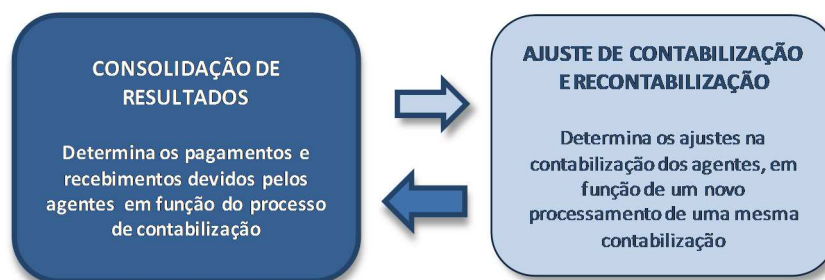 CONSOLIDAÇÃO DE
RESULTADOS
Determina os pagamentos e
recebimentos devidos pelos
agentes em função do processo
de contabilização
AJUSTE DE CONTABILIZAÇÃO
E RECONTABILIZAÇÃO
Determina os ajustes na
contabilização dos agentes, em
função de um novo
processamento de uma mesma
contabilização